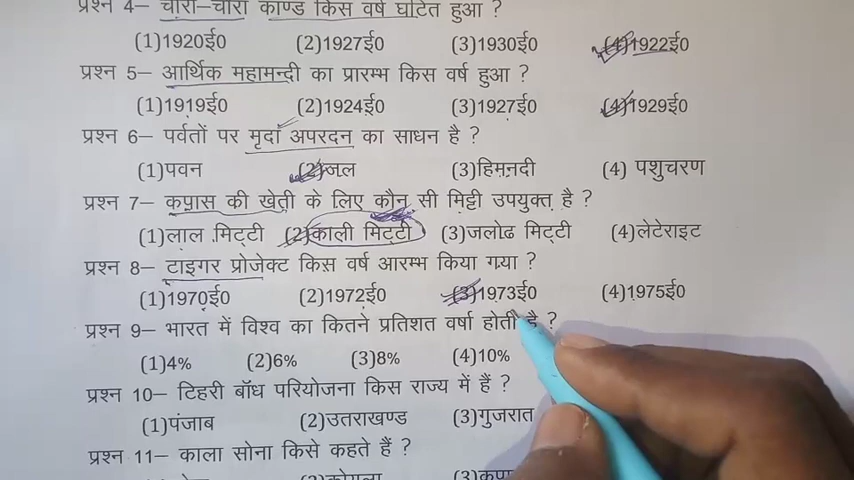 प्रश्न 4– चौरी–चौरा काण्ड किस वर्ष घटित हुआ ?
(1)1920ई0 (2)1927ई0 (3)1930ई0 (4)1922ई0
प्रश्न 5– आर्थिक महामन्दी का प्रारम्भ किस वर्ष हुआ ?
(1)1919ई0 (2)1924ई0 (3)1927ई0 (4)1929ई0
प्रश्न 6– पर्वतों पर मृदा अपरदन का साधन है ?
(1)पवन (2)जल (3)हिमनदी (4) पशुचरण
प्रश्न 7– कपास की खेती के लिए कौन सी मिट्टी उपयुक्त है ?
(1)लाल मिट्टी (2)काली मिट्टी (3)जलोढ मिट्टी (4)लेटेराइट
प्रश्न 8– टाइगर प्रोजेक्ट किस वर्ष आरम्भ किया गया ?
(1)1970ई0 (2)1972ई0 (3)1973ई0 (4)1975ई0
प्रश्न 9– भारत में विश्व का कितने प्रतिशत वर्षा होती है ?
(1)4% (2)6% (3)8% (4)10%
प्रश्न 10– टिहरी बॉध परियोजना किस राज्य में हैं ?
(1)पंजाब (2)उतराखण्ड (3)गुजरात
प्रश्न 11– काला सोना किसे कहते हैं ?
(2)कोयला (3)